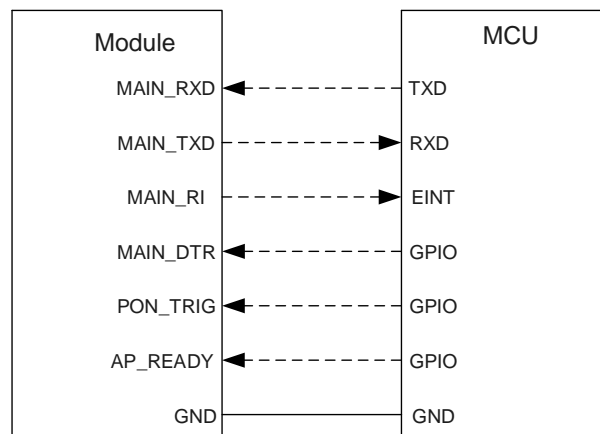 Module MCU
MAIN_RXD TXD
MAIN_TXD RXD
MAIN_RI EINT
MAIN_DTR GPIO
PON_TRIG GPIO
AP_READY GPIO
GND GND